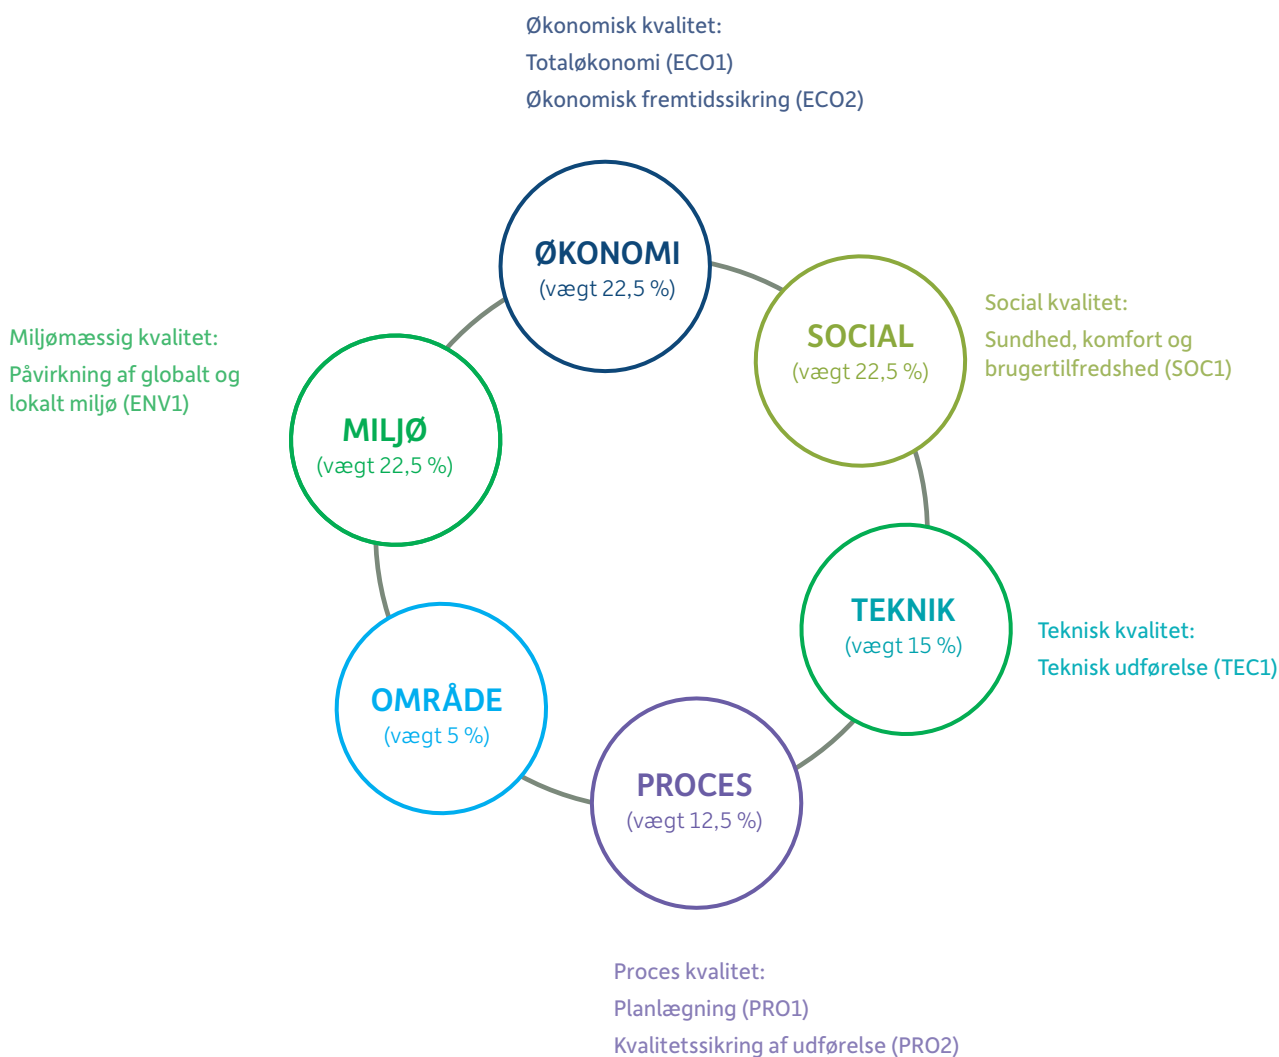 Økonomisk kvalitet:
Totaløkonomi (ECO1)
Økonomisk fremtidssikring (ECO2)
ØKONOMI
(vægt 22,5 %)
SOCIAL
(vægt 22,5 %)
Social kvalitet:
Sundhed, komfort og
brugertilfredshed (SOC1)
Miljømæssig kvalitet:
Påvirkning af globalt og
lokalt miljø (ENV1)
MILJØ
(vægt 22,5 %)
TEKNIK
(vægt 15 %)
Teknisk kvalitet:
Teknisk udførelse (TEC1)
OMRÅDE
(vægt 5 %)
PROCES
(vægt 12,5 %)
Proces kvalitet:
Planlægning (PRO1)
Kvalitetssikring af udførelse (PRO2)